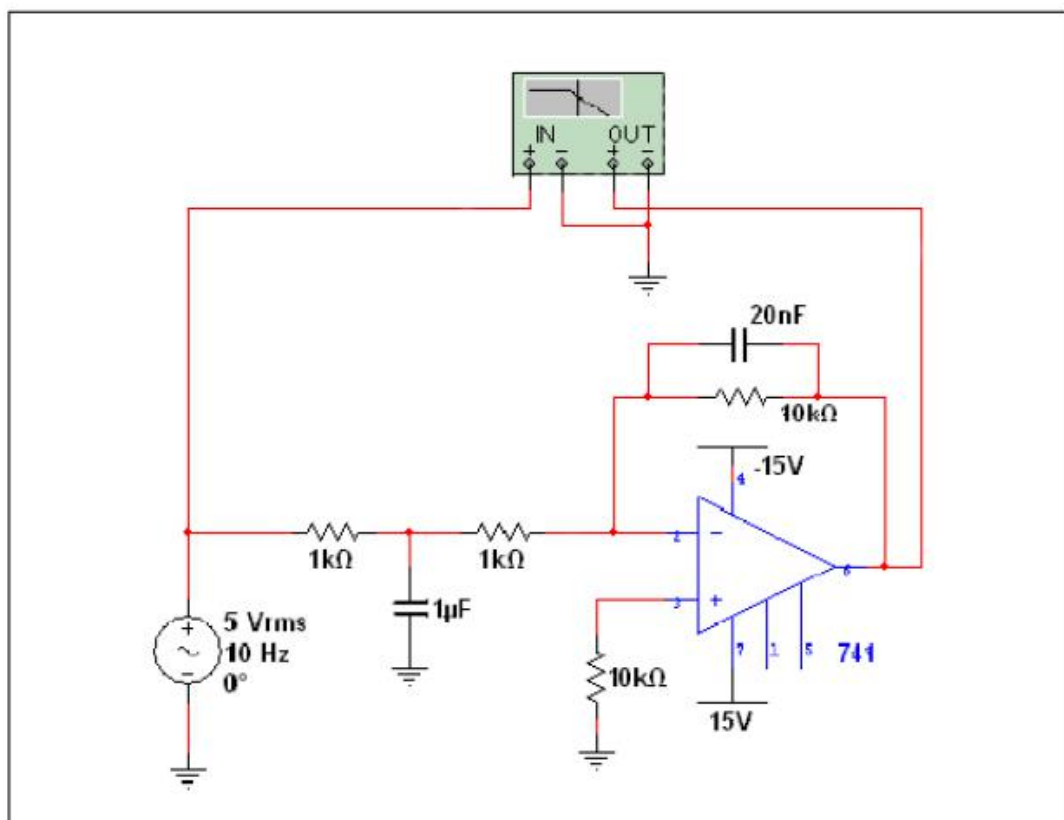 IN OUT
+ - + -
20nF
10kΩ
-15V
4
1kΩ
1kΩ
2
-
6
1µF
3
+
5 Vrms
10 Hz
0°
+
-
7
1
5
741
10kΩ
15V